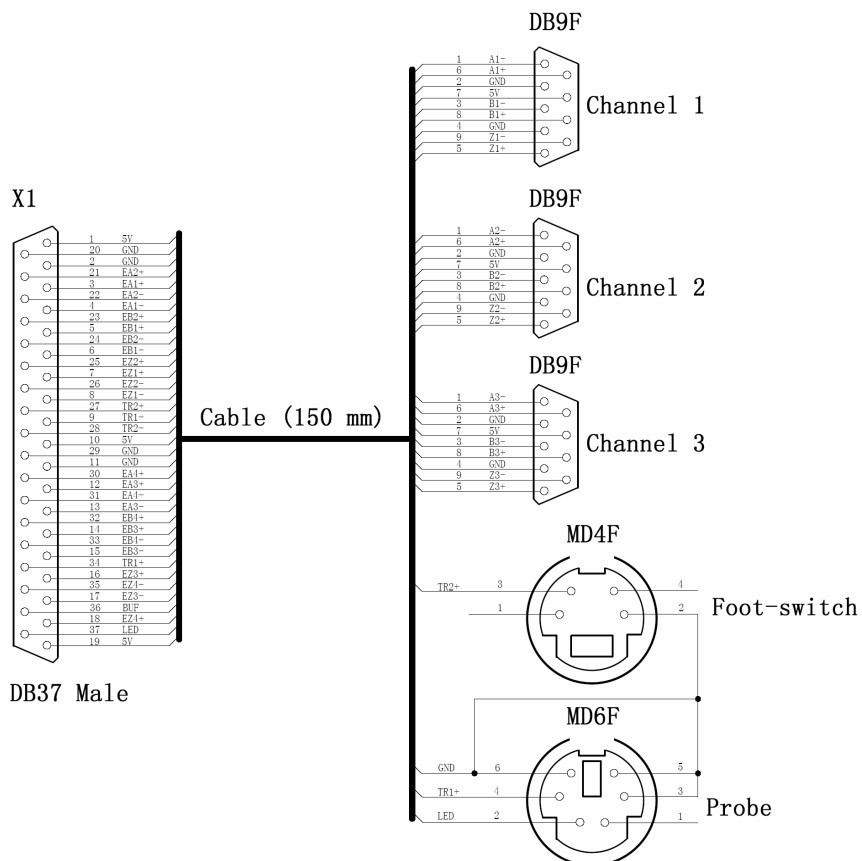 X1
1 5V
20 GND
2 GND
21 EA2+
3 EA1+
22 EA2-
4 EA1-
23 EB2+
5 EB1+
24 EB2-
6 EB1-
25 EZ2+
7 EZ1+
26 EZ2-
8 EZ1-
27 TR2+
9 TR1-
28 TR2-
10 5V
29 GND
11 GND
30 EA4+
12 EA3+
31 EA4-
13 EA3-
32 EB4+
14 EB3+
33 EB4-
15 EB3-
34 TR1+
16 EZ3+
35 EZ4-
17 EZ3-
36 BUF
18 EZ4+
37 LED
19 5V
DB37 Male
Cable (150 mm)
DB9F
1 A1-
6 A1+
2 GND
7 5V
3 B1-
8 B1+
4 GND
9 Z1-
5 Z1+
Channel 1
DB9F
1 A2-
6 A2+
2 GND
7 5V
3 B2-
8 B2+
4 GND
9 Z2-
5 Z2+
Channel 2
DB9F
1 A3-
6 A3+
2 GND
7 5V
3 B3-
8 B3+
4 GND
9 Z3-
5 Z3+
Channel 3
MD4F
TR2+ 3 4
1 2
Foot-switch
MD6F
GND 6 5
TR1+ 4 3
LED 2 1
Probe